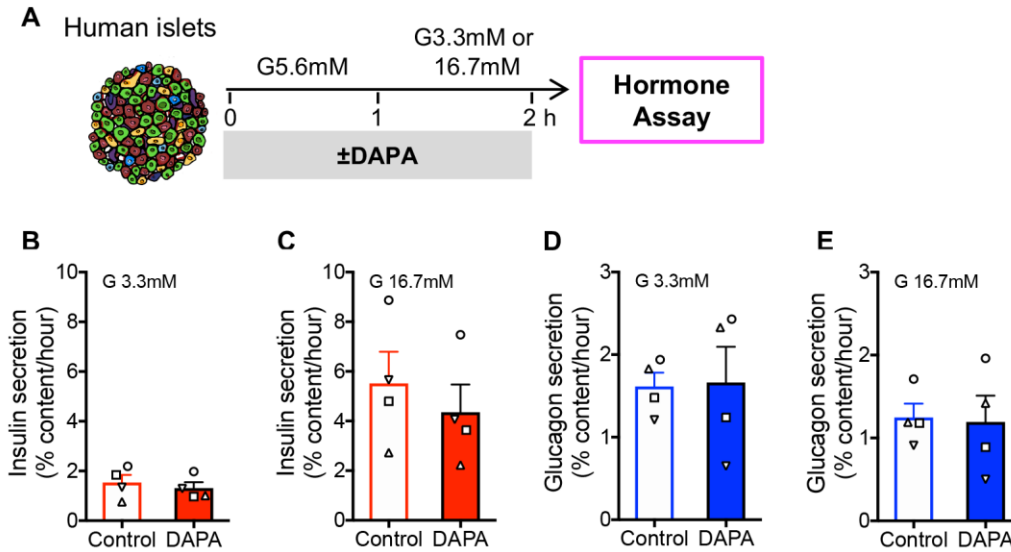 A
Human islets
G5.6mM
G3.3mM or
16.7mM
0
1
2 h
±DAPA
Hormone
Assay
B
Insulin secretion
(% content/hour)
10
8
6
4
2
0
G 3.3mM
Control
DAPA
C
Insulin secretion
(% content/hour)
10
8
6
4
2
0
G 16.7mM
Control
DAPA
D
Glucagon secretion
(% content/hour)
3
2
1
0
G 3.3mM
Control
DAPA
E
Glucagon secretion
(% content/hour)
3
2
1
0
G 16.7mM
Control
DAPA